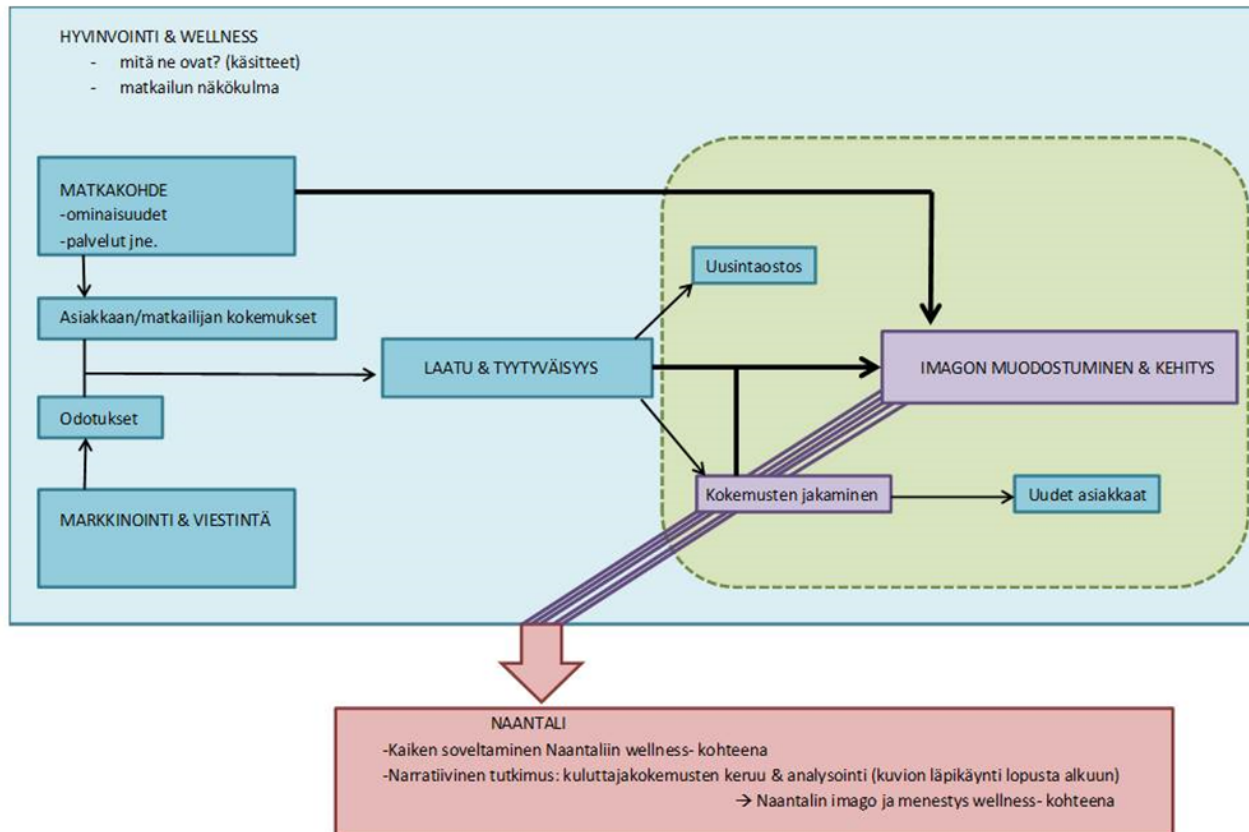 HYVINVOINTI & WELLNESS
- mitä ne ovat? (käsitteet)
- matkailun näkökulma
MATKAKOHDE
-ominaisuudet
-palvelut jne.
Uusintaostos
Asiakkaan/matkailijan kokemukset
LAATU & TYYTYVÄISYYS
IMAGON MUODOSTUMINEN & KEHITYS
Odotukset
Kokemusten jakaminen
Uudet asiakkaat
MARKKINOINTI & VIESTINTÄ
NAANTALI
-Kaiken soveltaminen Naantaliin wellness- kohteena
-Narratiivinen tutkimus: kuluttajakokemusten keruu & analysointi (kuvion läpikäynti lopusta alkuun)
→ Naantalin imago ja menestys wellness- kohteena